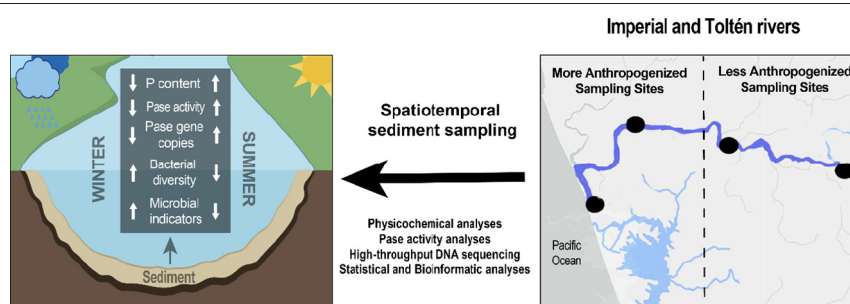 Imperial and Toltén rivers
P content
Pase activity
Pase gene
copies
Bacterial
diversity
Microbial
indicators
WINTER
SUMMER
Sediment
Spatiotemporal
sediment sampling
Physicochemical analyses
Pase activity analyses
High-throughput DNA sequencing
Statistical and Bioinformatic analyses
More Anthropogenized
Sampling Sites
Less Anthropogenized
Sampling Sites
Pacific
Ocean